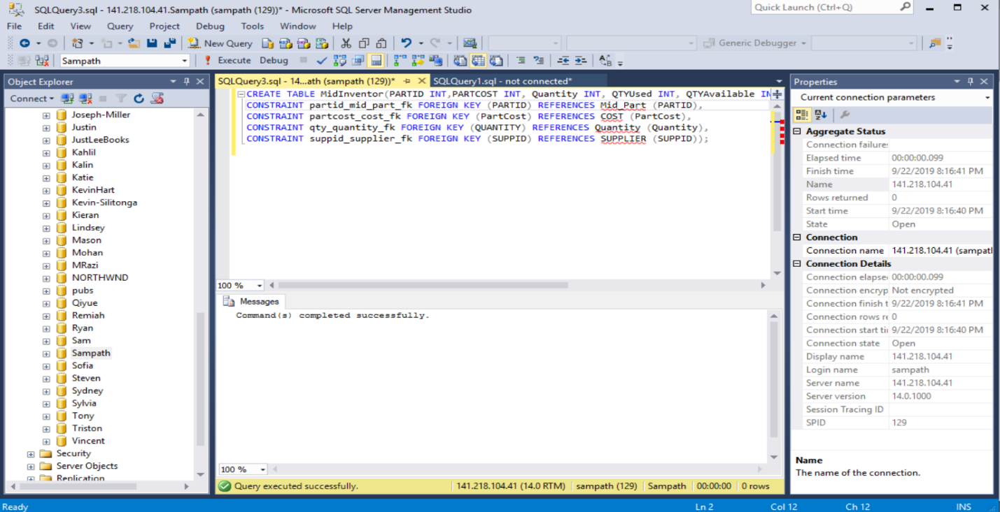 SQLQuery3.sql - 141.218.104.41.Sampath (sampath (129))* - Microsoft SQL Server Management Studio
Quick Launch (Ctrl+Q)
File Edit View Query Project Debug Tools Window Help
New Query
Generic Debugger
Sampath
Execute Debug
Object Explorer
Connect
Joseph-Miller
Justin
JustLeeBooks
Kahlil
Kalin
Katie
KevinHart
Kevin-Silitonga
Kieran
Lindsey
Mason
Mohan
MRazi
NORTHWND
pubs
Qiyue
Remiah
Ryan
Sam
Sampath
Sofia
Steven
Sydney
Sylvia
Tony
Triston
Vincent
Security
Server Objects
Replication
SQLQuery3.sql - 14...ath (sampath (129))* SQLQuery1.sql - not connected*
CREATE TABLE MidInventor(PARTID INT,PARTCOST INT, Quantity INT, QTYUsed INT, QTYAvailable IN
CONSTRAINT partid_mid_part_fk FOREIGN KEY (PARTID) REFERENCES Mid_Part (PARTID),
CONSTRAINT partcost_cost_fk FOREIGN KEY (PartCost) REFERENCES COST (PartCost),
CONSTRAINT qty_quantity_fk FOREIGN KEY (QUANTITY) REFERENCES Quantity (Quantity),
CONSTRAINT suppid_supplier_fk FOREIGN KEY (SUPPID) REFERENCES SUPPLIER (SUPPID));
100 %
Messages
Command(s) completed successfully.
100 %
Query executed successfully. 141.218.104.41 (14.0 RTM) sampath (129) Sampath 00:00:00 0 rows
Properties
Current connection parameters
Aggregate Status
Connection failures
Elapsed time 00:00:00.099
Finish time 9/22/2019 8:16:41 PM
Name 141.218.104.41
Rows returned 0
Start time 9/22/2019 8:16:40 PM
State Open
Connection
Connection name 141.218.104.41 (sampatl
Connection Details
Connection elapse 00:00:00.099
Connection encryp Not encrypted
Connection finish t 9/22/2019 8:16:41 PM
Connection rows re 0
Connection start ti 9/22/2019 8:16:40 PM
Connection state Open
Display name 141.218.104.41
Login name sampath
Server name 141.218.104.41
Server version 14.0.1000
Session Tracing ID
SPID 129
Name
The name of the connection.
Ready Ln 2 Col 12 Ch 12 INS